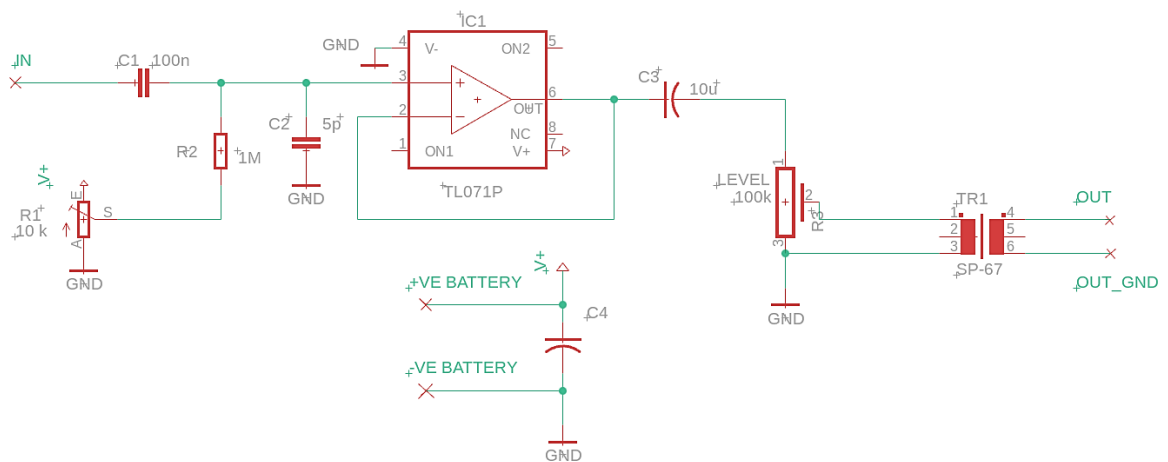 IN
C1 100n
R2 1M
C2 5p
GND
V+
R1
10 k
E
S
A
GND
GND
IC1
4 V- ON2 5
3
2 OUT 6
NC 8
V+ 7
1 ON1
TL071P
C3 10u
LEVEL
100k
1
2
3
R3
GND
TR1
1 4
2 5
3 6
SP-67
OUT
OUT_GND
V+
+VE BATTERY
C4
-VE BATTERY
GND